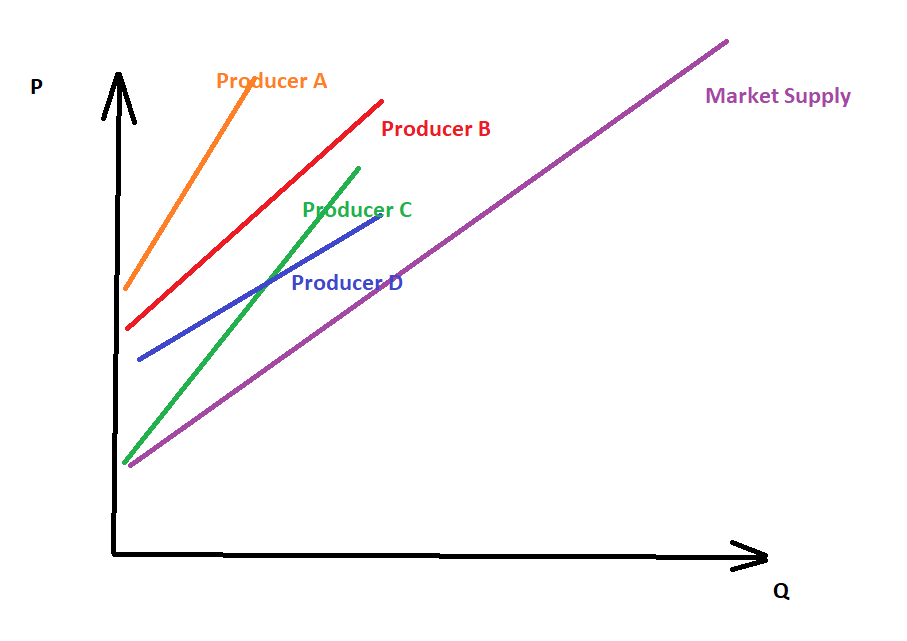 P
Producer A
Market Supply
Producer B
Producer C
Producer D
Q